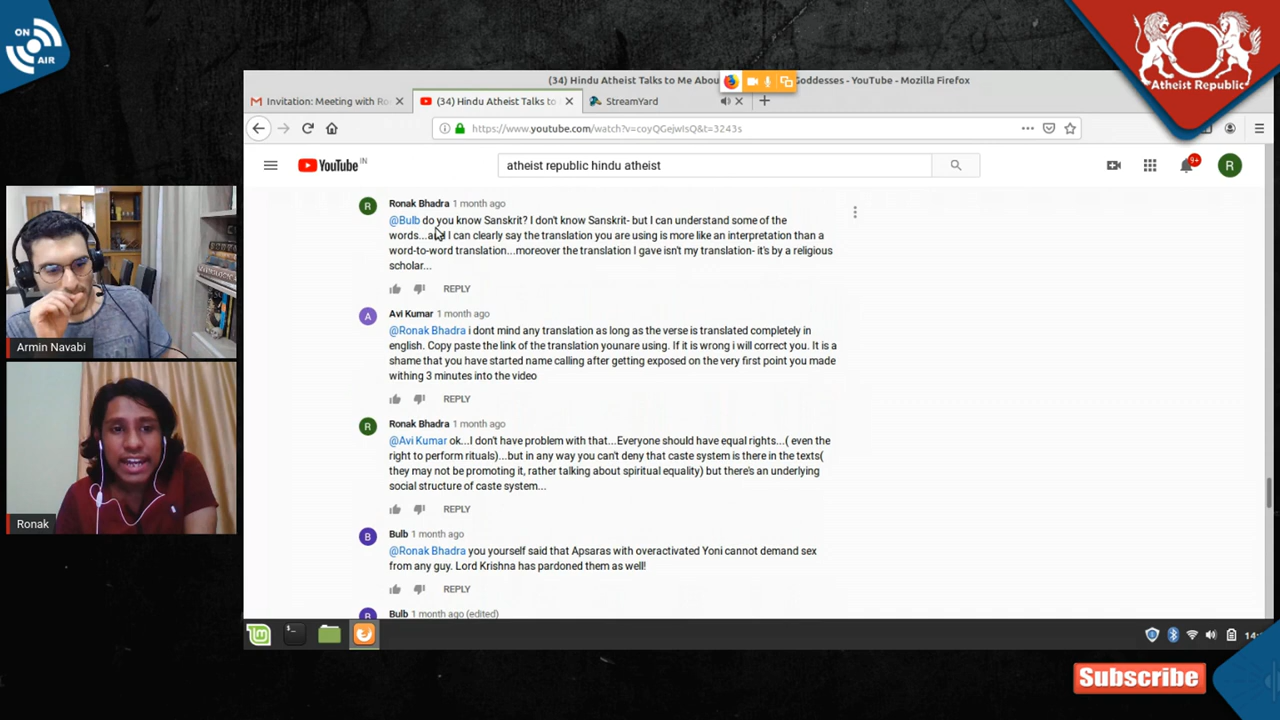 ON
AIR
Atheist Republic
(34) Hindu Atheist Talks to Me Abou
Goddesses - YouTube - Mozilla Firefox
Invitation: Meeting with Ro
(34) Hindu Atheist Talks to
StreamYard
https://www.youtube.com/watch?v=coyQGejwIsQ&t=3243s
YouTube IN
atheist republic hindu atheist
9+
R
R
Ronak Bhadra 1 month ago
@Bulb do you know Sanskrit? I don't know Sanskrit- but I can understand some of the
words... I can clearly say the translation you are using is more like an interpretation than a
word-to-word translation...moreover the translation I gave isn't my translation- it's by a religious
scholar...
REPLY
A
Avi Kumar 1 month ago
@Ronak Bhadra i dont mind any translation as long as the verse is translated completely in
english. Copy paste the link of the translation younare using. If it is wrong i will correct you. It is a
shame that you have started name calling after getting exposed on the very first point you made
withing 3 minutes into the video
REPLY
R
Ronak Bhadra 1 month ago
@Avi Kumar ok...I don't have problem with that...Everyone should have equal rights...( even the
right to perform rituals)...but in any way you can't deny that caste system is there in the texts(
they may not be promoting it, rather talking about spiritual equality) but there's an underlying
social structure of caste system...
REPLY
B
Bulb 1 month ago
@Ronak Bhadra you yourself said that Apsaras with overactivated Yoni cannot demand sex
from any guy. Lord Krishna has pardoned them as well!
REPLY
B
Bulb 1 month ago (edited)
Armin Navabi
Ronak
14:
Subscribe